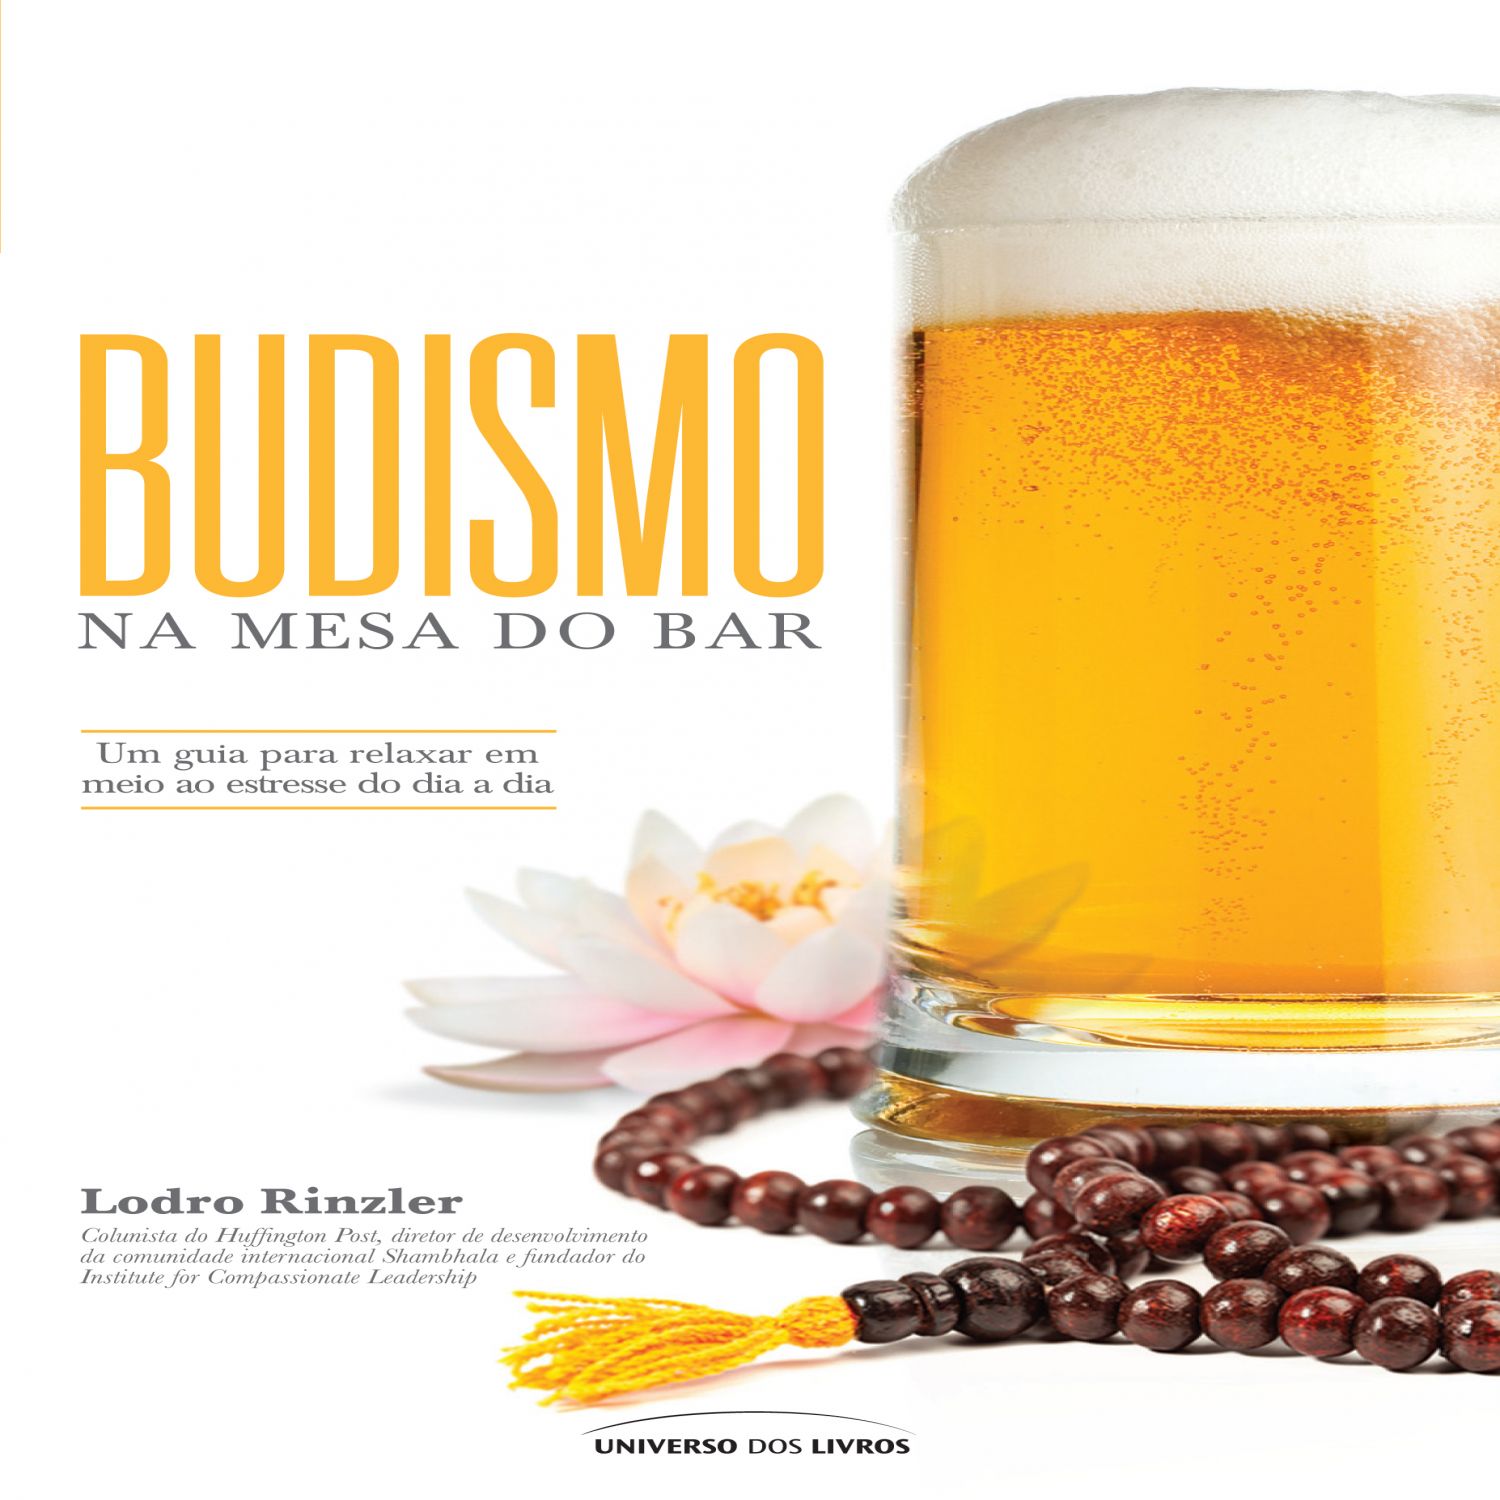 BUDISMO
NA MESA DO BAR
Um guia para relaxar em
meio ao estresse do dia a dia
Lodro Rinzler
Colunista do Huffington Post, diretor de desenvolvimento
da comunidade internacional Shambhala e fundador do
Institute for Compassionate Leadership
UNIVERSO DOS LIVROS